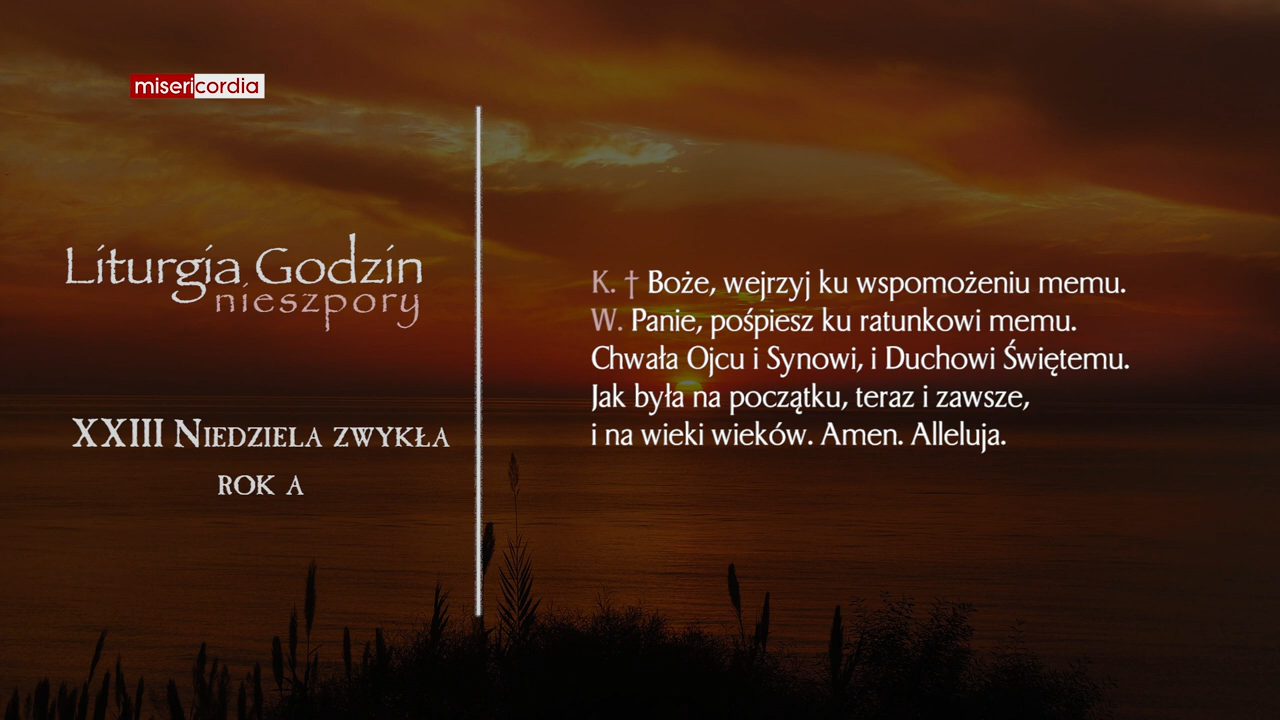 misericordia
Liturgia Godzin
nieszpory
XXIII Niedziela zwykła
rok A
K. † Boże, wejrzyj ku wspomożeniu memu.
W. Panie, pośpiesz ku ratunkowi memu.
Chwała Ojcu i Synowi, i Duchowi Świętemu.
Jak była na początku, teraz i zawsze,
i na wieki wieków. Amen. Alleluja.